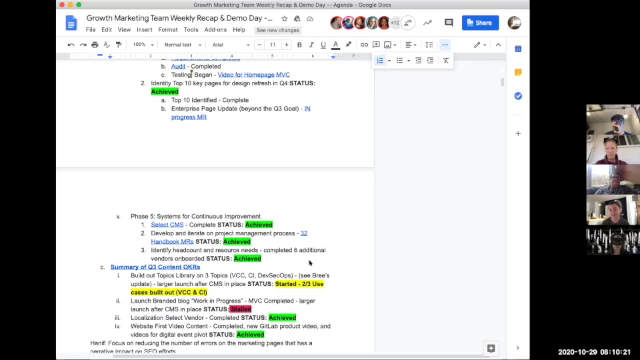 Growth Marketing Team Weekly Recap & Demo Day -- Agenda - Google Docs
Growth Marketing Team Weekly Recap & Demo Day -
File Edit View Insert Format Tools Add-ons Help
See new changes
+12
Share
100%
Normal text
Arial
11
b. Audit - Completed
c. Testings Began - Video for Homepage MVC
2. Identify Top 10 key pages for design refresh in Q4:STATUS:
Achieved
a. Top 10 Identified - Complete
b. Enterprise Page Update (beyond the Q3 Goal) - IN
progress MR
v. Phase 5: Systems for Continuous Improvement
1. Select CMS - Complete STATUS: Achieved
2. Develop and iterate on project management process - 32
Handbook MRs STATUS: Achieved
3. Identify headcount and resource needs - completed 6 additional
vendors onboarded STATUS: Achieved
c. Summary of Q3 Content OKRs
i. Build out Topics Library on 3 Topics (VCC, CI, DevSecOps) - (see Bree's
update) - larger launch after CMS in place STATUS: Started - 2/3 Use
cases built out (VCC & CI)
ii. Launch Branded blog "Work in Progress" - MVC Completed - larger
launch after CMS in place STATUS: Stalled
iii. Localization Select Vendor - Completed STATUS: Achieved
iv. Website First Video Content - Completed, new GitLab product video, and
videos for digital event pivot STATUS: Achieved
Hanif: Focus on reducing the number of errors on the marketing pages that has a
negative impact on SEO efforts
2020-10-29 08:10:21